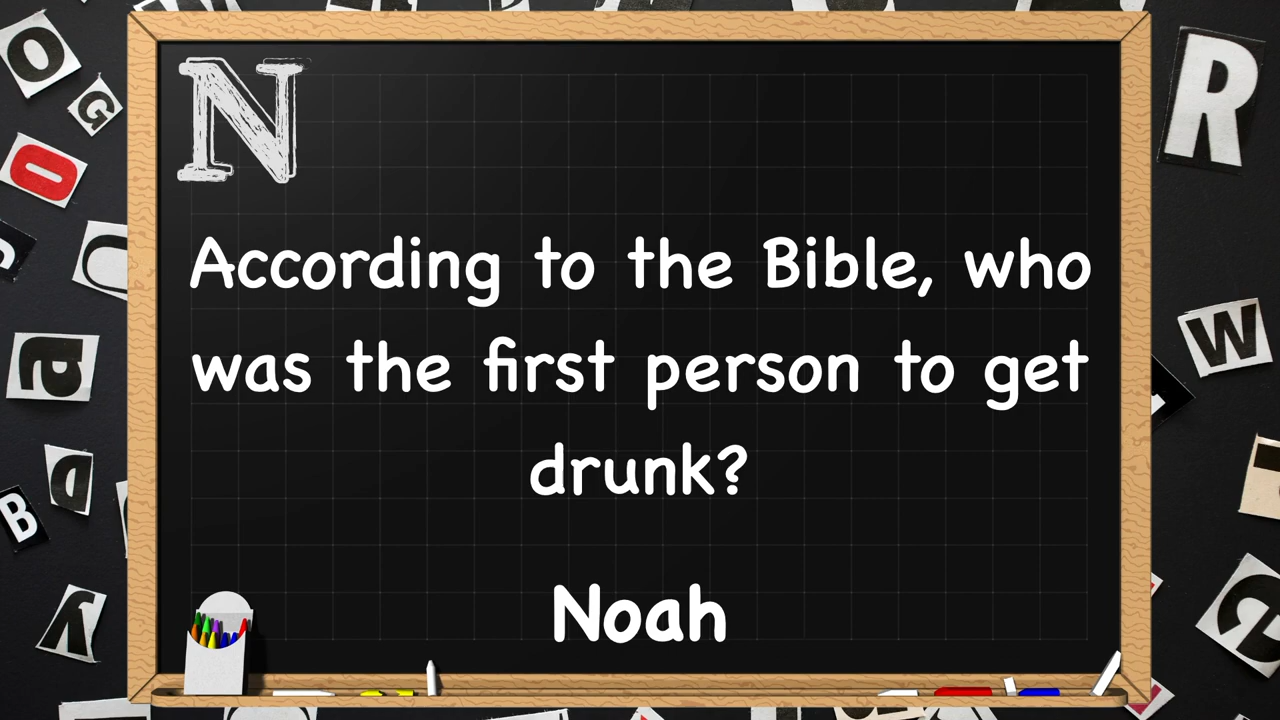 N
According to the Bible, who
was the first person to get
drunk?
Noah
O
G
O
C
a
D
B
y
R
W